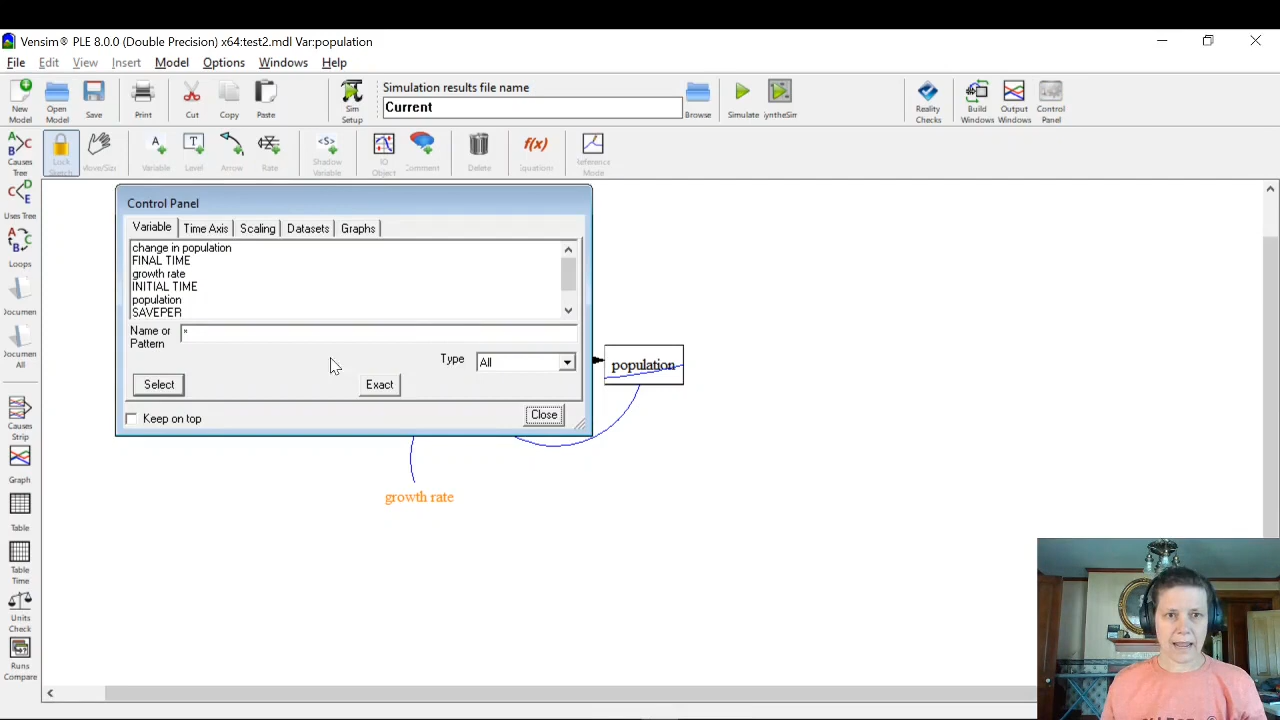 Vensim® PLE 8.0.0 (Double Precision) x64:test2.mdl Var:population
File Edit View Insert Model Options Windows Help
New Model
Open Model
Save
Print
Cut
Copy
Paste
Sim Setup
Simulation results file name
Current
Browse
Simulate
yntheSim
Reality Checks
Build Windows
Output Windows
Control Panel
Causes Tree
Lock Sketch
Move/Size
Variable
Level
Arrow
Rate
Shadow Variable
IO Object
Comment
Delete
Equations
Reference Mode
Uses Tree
Loops
Documen
Documen All
Causes Strip
Graph
Table
Table Time
Units Check
Runs Compare
Control Panel
Variable Time Axis Scaling Datasets Graphs
change in population
FINAL TIME
growth rate
INITIAL TIME
population
SAVEPER
Name or Pattern
*
Type All
Select Exact
Keep on top
Close
population
growth rate